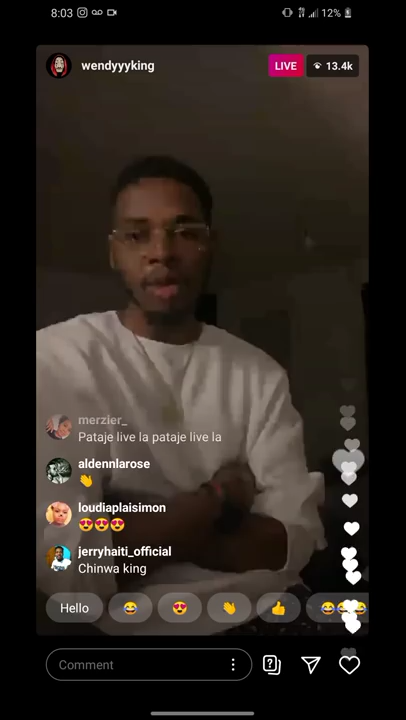 8:03
12%
wendyyyking
LIVE
13.4k
merzier_
Pataje live la pataje live la
aldennlarose
👏
loudiaplaisimon
😍😍😍
jerryhaiti_official
Chinwa king
Hello 😂 😍 👏 👍 😂😂😂
Comment